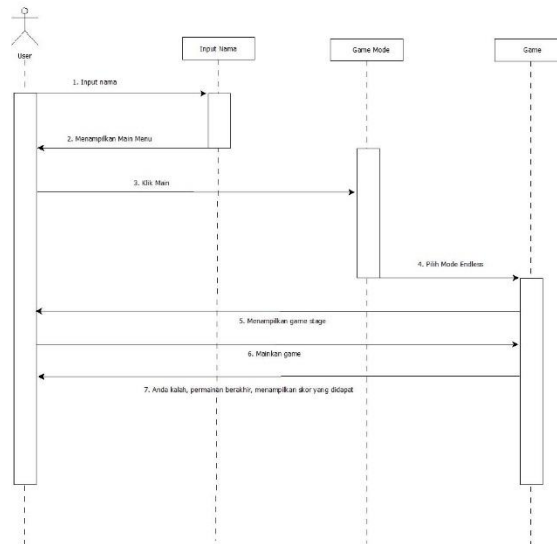 User
Input Nama
Game Mode
Game
1. Input nama
2. Menampilkan Main Menu
3. Klik Main
4. Pilih Mode Endless
5. Menampilkan game stage
6. Mainkan game
7. Anda kalah, permainan berakhir, menampilkan skor yang didapat